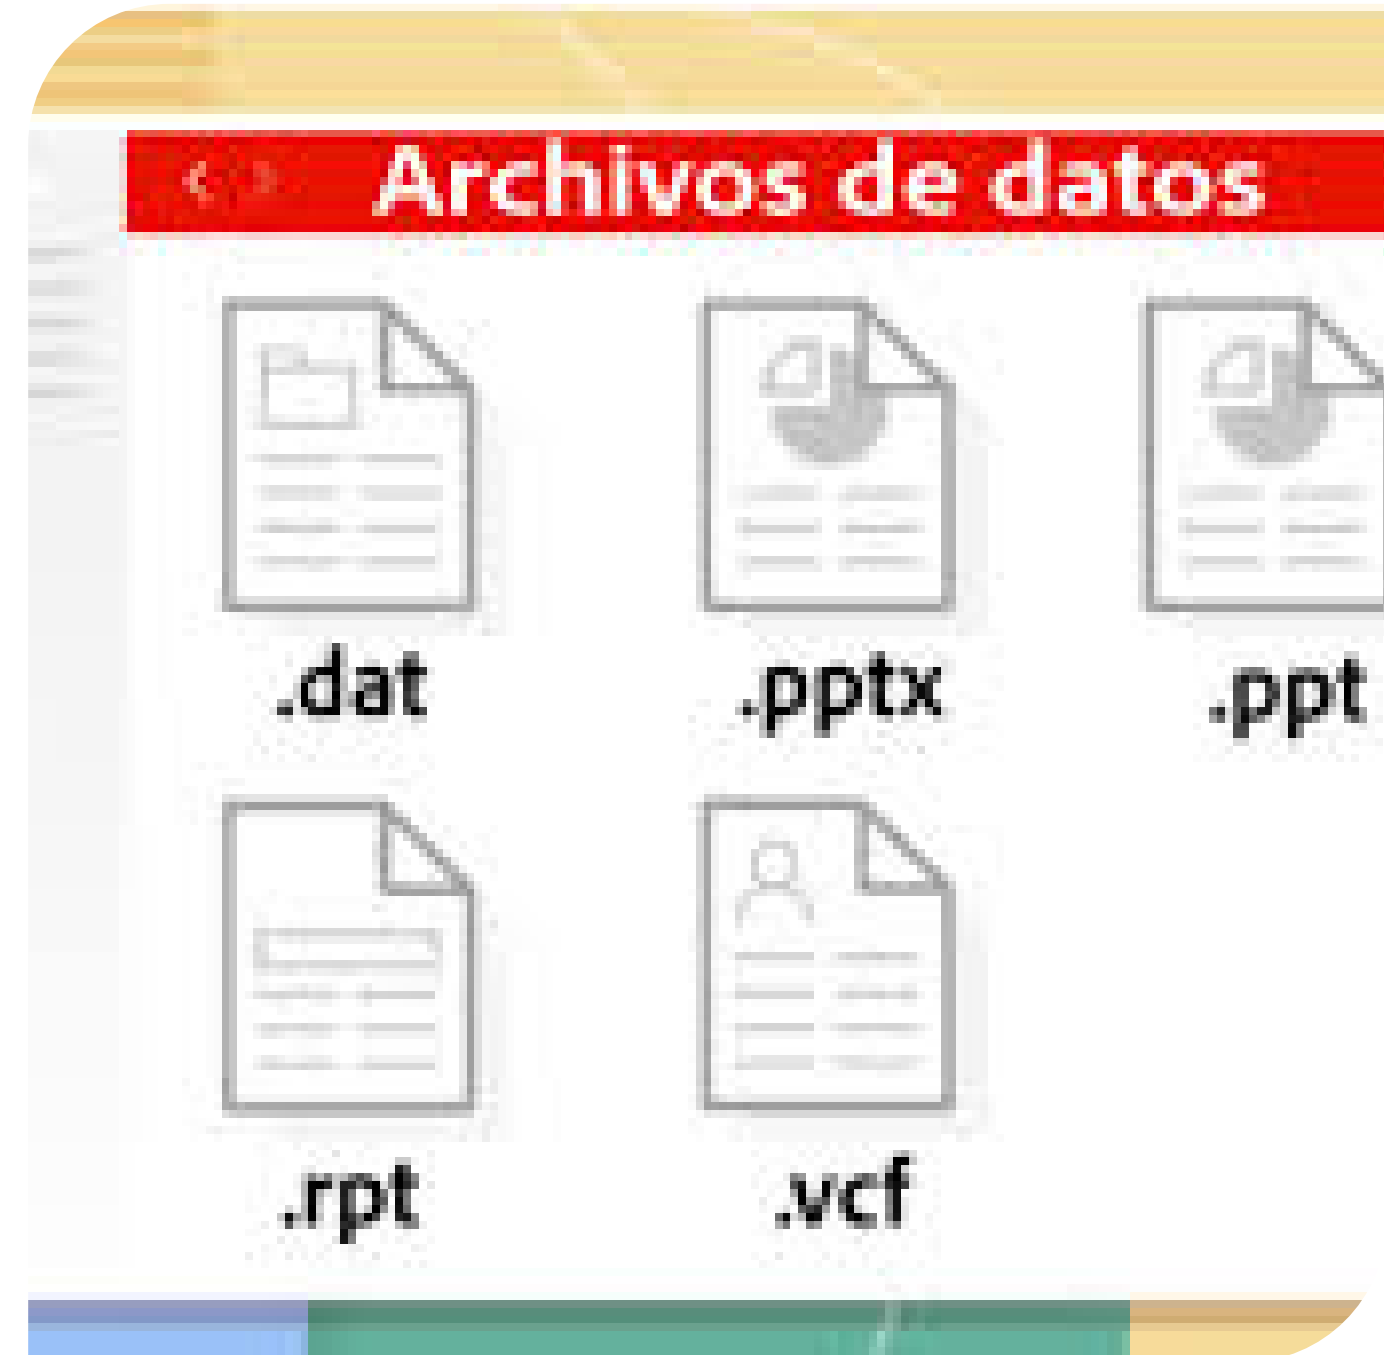 Archivos de datos
.dat .pptx .ppt
.rpt .vcf